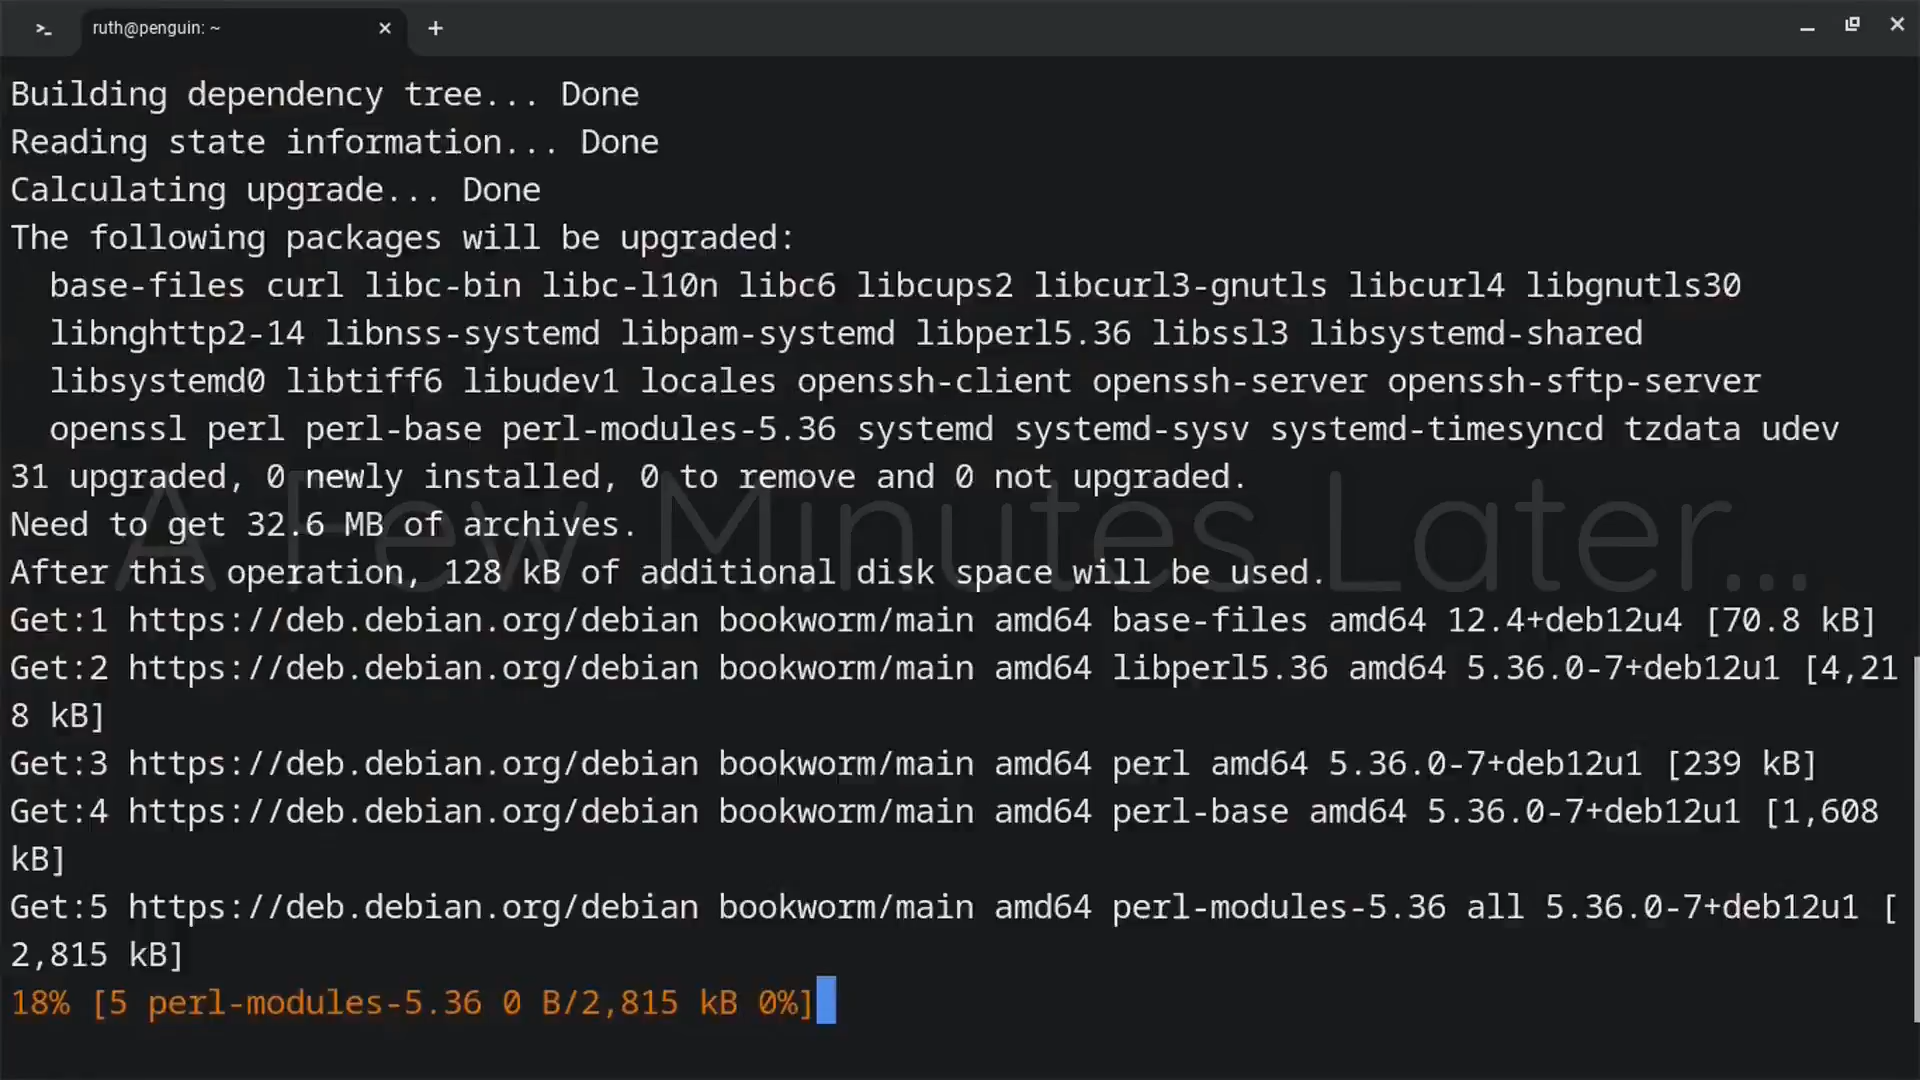 >_ ruth@penguin: ~ × +
Building dependency tree... Done
Reading state information... Done
Calculating upgrade... Done
The following packages will be upgraded:
base-files curl libc-bin libc-l10n libc6 libcups2 libcurl3-gnutls libcurl4 libgnutls30
libnghttp2-14 libnss-systemd libpam-systemd libperl5.36 libssl3 libsystemd-shared
libsystemd0 libtiff6 libudev1 locales openssh-client openssh-server openssh-sftp-server
openssl perl perl-base perl-modules-5.36 systemd systemd-sysv systemd-timesyncd tzdata udev
31 upgraded, 0 newly installed, 0 to remove and 0 not upgraded.
Need to get 32.6 MB of archives.
A Few Minutes Later...
After this operation, 128 kB of additional disk space will be used.
Get:1 https://deb.debian.org/debian bookworm/main amd64 base-files amd64 12.4+deb12u4 [70.8 kB]
Get:2 https://deb.debian.org/debian bookworm/main amd64 libperl5.36 amd64 5.36.0-7+deb12u1 [4,21
8 kB]
Get:3 https://deb.debian.org/debian bookworm/main amd64 perl amd64 5.36.0-7+deb12u1 [239 kB]
Get:4 https://deb.debian.org/debian bookworm/main amd64 perl-base amd64 5.36.0-7+deb12u1 [1,608
kB]
Get:5 https://deb.debian.org/debian bookworm/main amd64 perl-modules-5.36 all 5.36.0-7+deb12u1 [
2,815 kB]
18% [5 perl-modules-5.36 0 B/2,815 kB 0%]